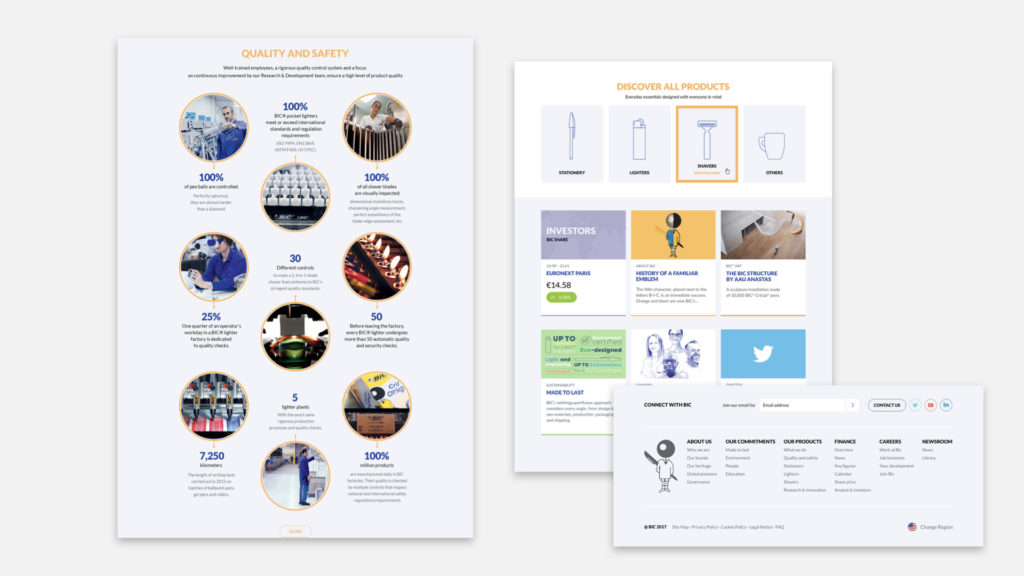 QUALITY AND SAFETY
Well-trained employees, a rigorous quality control system and a focus
on continuous improvement by our Research & Development team, ensure a high level of product quality
100%
BIC® pocket lighters
meet or exceed international
standards and regulation
requirements
100%
of pen balls are controlled.
Perfectly spherical,
they are almost harder
than a diamond.
100%
of all shaver blades
are visually inspected:
dimensional statistical checks,
sharpening angle measurement,
perfect smoothness of the
blade edge assessment, etc.
30
Different controls
to make a 3, 4 or 5-blade
shaver that conforms to BIC's
stringent quality standards.
25%
One quarter of an operator's
workday in a BIC® lighter
factory is dedicated
to quality checks.
50
Before leaving the factory,
every BIC® lighter undergoes
more than 50 automatic quality
and security checks.
5
lighter plants
With the exact same
rigorous production
processes and quality checks.
7,250
kilometers
The length of writing tests
carried out in 2015 on
batches of ballpoint pens,
gel pens and rollers.
100%
million products
are manufactured daily in BIC
factories. Their quality is checked
by multiple controls that respect
national and international safety
regulations/requirements.
CLOSE
DISCOVER ALL PRODUCTS
Everyday essentials designed with everyone in mind
STATIONERY
LIGHTERS
SHAVERS
OTHERS
INVESTORS
BIC SHARE
EURONEXT PARIS
€14.58
ABOUT BIC
HISTORY OF A FAMILIAR
EMBLEM
The little character, placed next to the
letters B-I-C, is an immediate success.
Orange and black are now BIC's...
BIC® ART
THE BIC STRUCTURE
BY AAU ANASTAS
A sculpture installation made
of 10,000 BIC® Cristal® pens
UP TO
certified
Eco-designed
Light and
UP TO
SUSTAINABILITY
MADE TO LAST
BIC's nothing superfluous approach
considers every angle. From design to
raw materials, production, packaging
and shipping.
CONNECT WITH BIC
Join our email list
Email address
CONTACT US
ABOUT US
Who we are
Our brands
Our heritage
Global presence
Governance
OUR COMMITMENTS
Made to last
Environment
People
Education
OUR PRODUCTS
What we do
Quality and safety
Stationery
Lighters
Shavers
Research & innovation
FINANCE
Overview
News
Key figures
Calendar
Share price
Analyst & investors
CAREERS
Work at Bic
Job functions
Your development
Join Bic
NEWSROOM
News
Library
@ BIC 2017
Site Map - Privacy Policy - Cookie Policy - Legal Notice - FAQ
Change Region